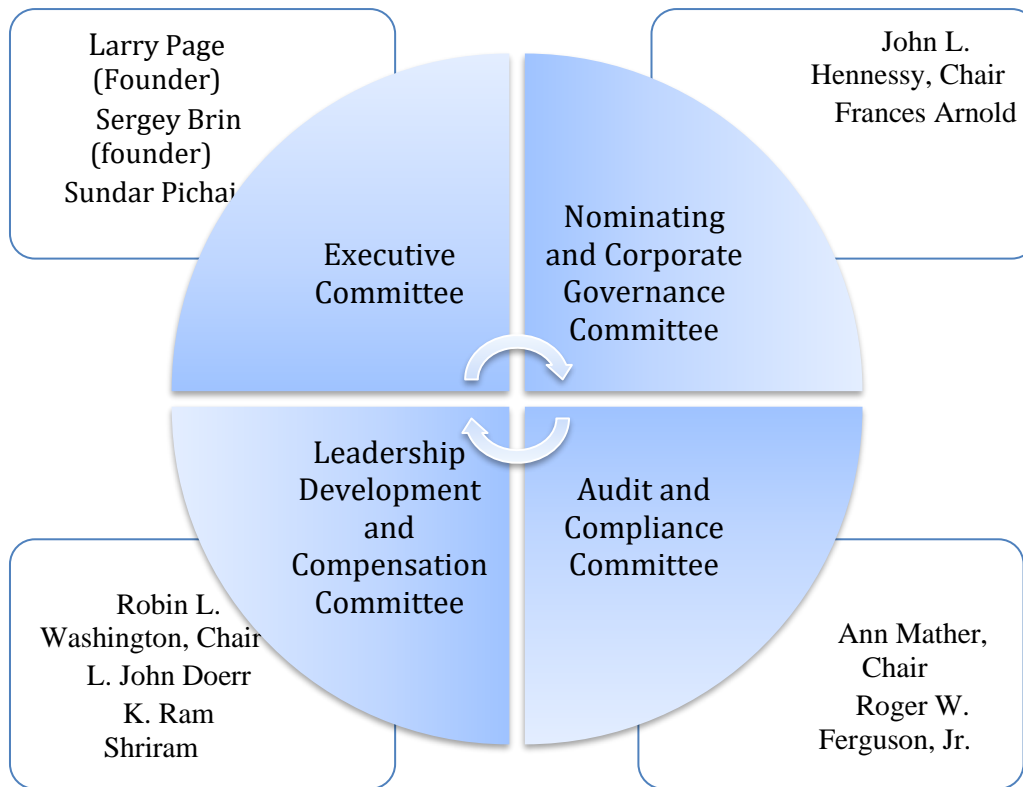 Larry Page
(Founder)
Sergey Brin
(founder)
Sundar Pichai
John L.
Hennessy, Chair
Frances Arnold
Executive
Committee
Nominating
and Corporate
Governance
Committee
Leadership
Development
and
Compensation
Committee
Audit and
Compliance
Committee
Robin L.
Washington, Chair
L. John Doerr
K. Ram
Shriram
Ann Mather,
Chair
Roger W.
Ferguson, Jr.